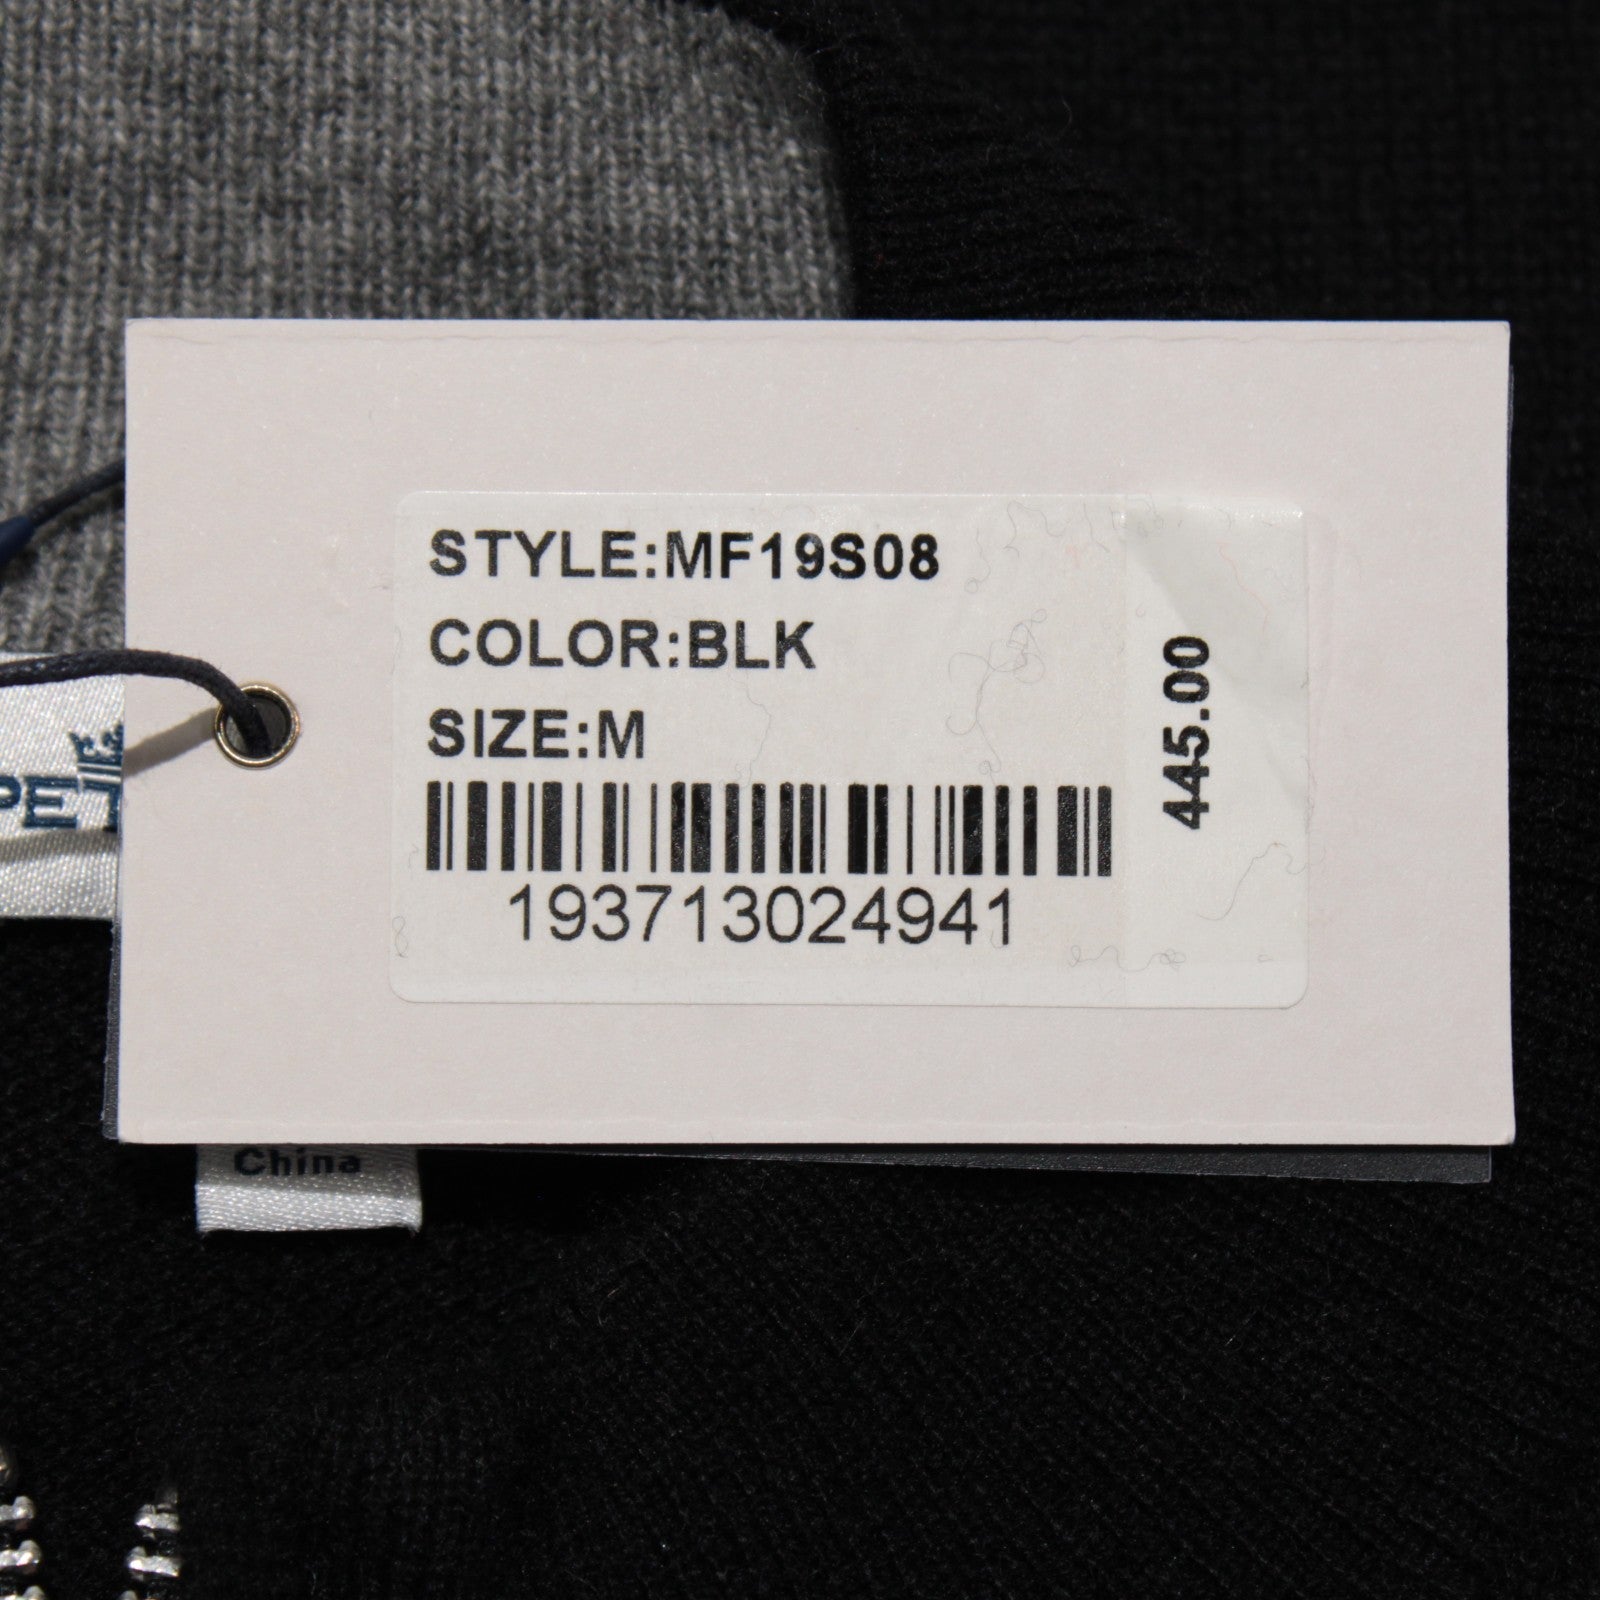 STYLE:MF19S08
COLOR:BLK
SIZE:M
193713024941
445.00
China